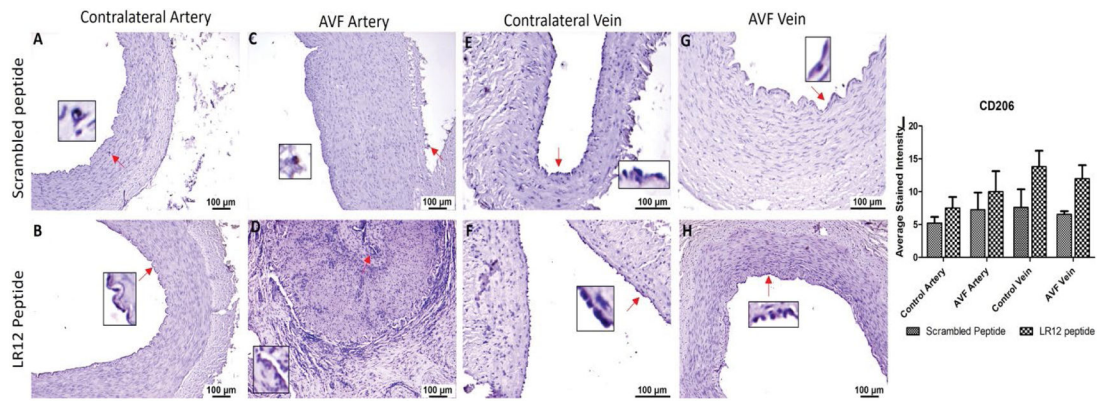 Contralateral Artery AVF Artery Contralateral Vein AVF Vein
Scrambled peptide
A
100 µm
C
100 µm
E
100 µm
G
100 µm
LR12 Peptide
B
100 µm
D
100 µm
F
100 µm
H
100 µm
I
CD206
Average Stained Intensity
20
15
10
5
0
Control Artery
AVF Artery
Control Vein
AVF Vein
Scrambled Peptide LR12 peptide